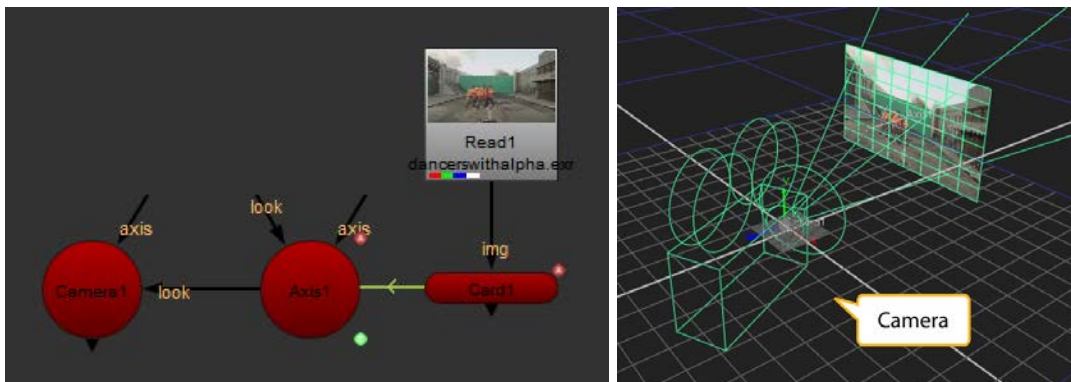 Read1
dancerswithalpha.exr
look
axis
axis
img
Camera1
look
Axis1
Card1
Camera